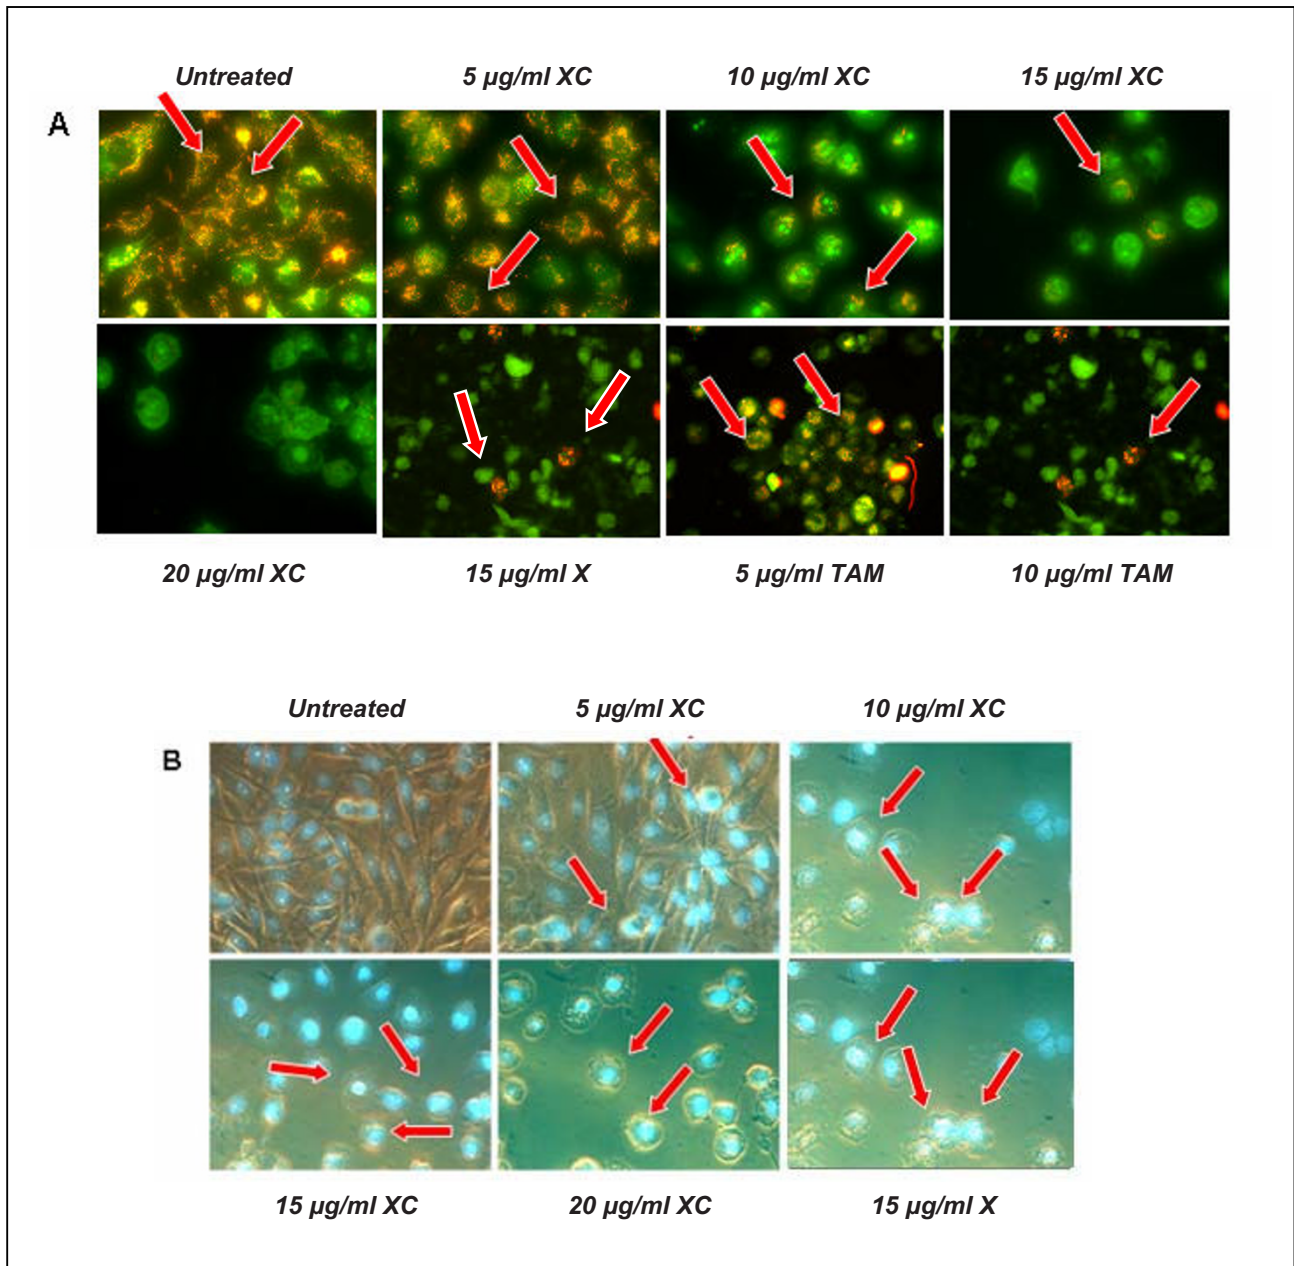 Untreated 5 µg/ml XC 10 µg/ml XC 15 µg/ml XC
A
20 µg/ml XC 15 µg/ml X 5 µg/ml TAM 10 µg/ml TAM
Untreated 5 µg/ml XC 10 µg/ml XC
B
15 µg/ml XC 20 µg/ml XC 15 µg/ml X